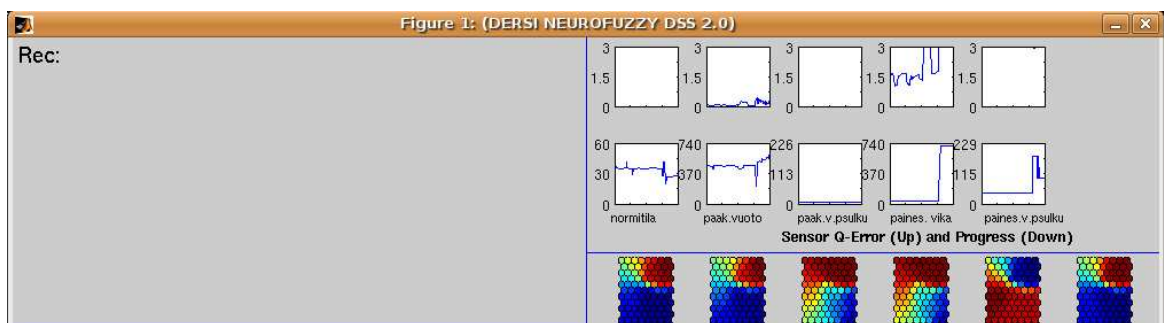 Figure 1: (DERSI NEUROFUZZY DSS 2.0)
Rec:
3 3 3 3 3
1.5 1.5 1.5 1.5 1.5
0 0 0 0 0
60 740 226 740 229
30 370 113 370 115
0 0 0 0 0
normitila paak.vuoto paak.v.psulku paines. vika paines.v.psulku
Sensor Q-Error (Up) and Progress (Down)